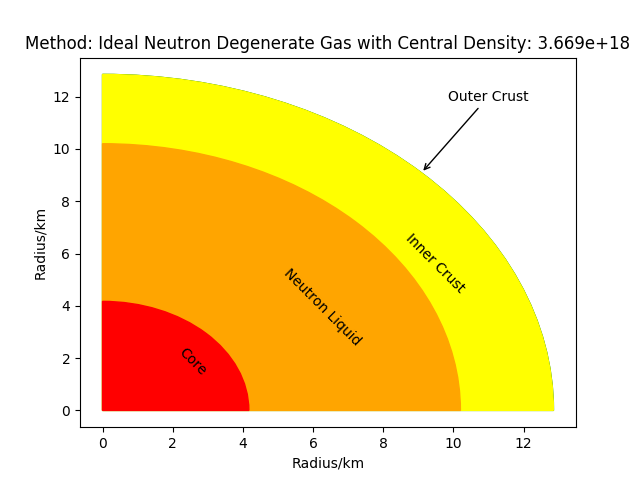 Method: Ideal Neutron Degenerate Gas with Central Density: 3.669e+18
Outer Crust
Inner Crust
Neutron Liquid
Core
Radius/km
12
10
8
6
4
2
0
0 2 4 6 8 10 12
Radius/km